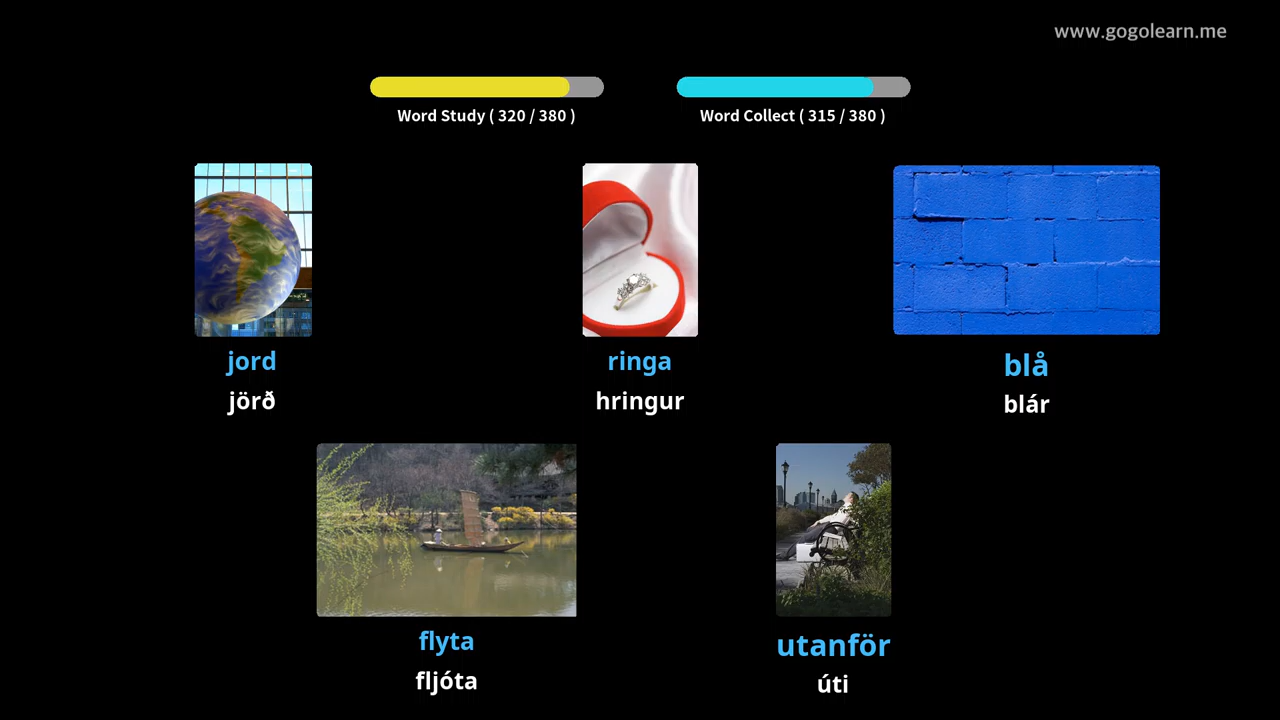 www.gogolearn.me
Word Study ( 320 / 380 )
Word Collect ( 315 / 380 )
jord
jörð
ringa
hringur
blå
blár
flyta
fljóta
utanför
úti